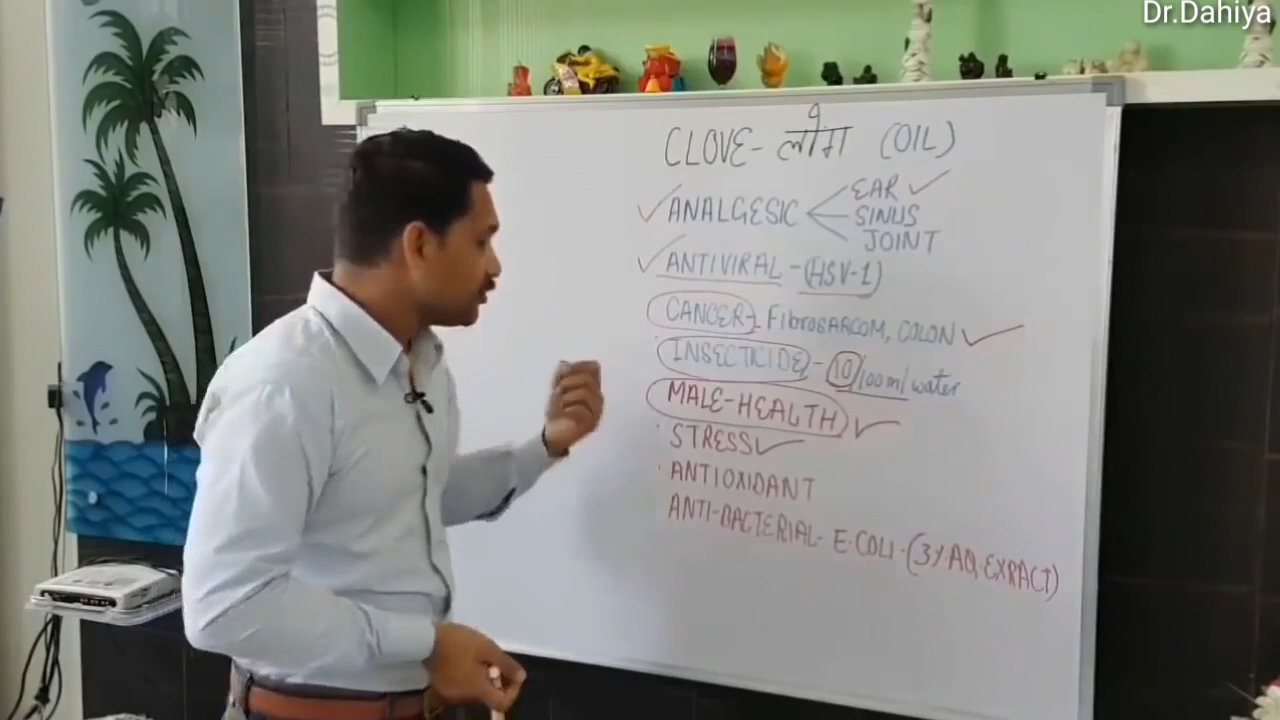 Dr.Dahiya
CLOVE- लौंग (OIL)
ANALGESIC
EAR
SINUS
JOINT
ANTIVIRAL - (HSV-1)
CANCER - FibroSARCOM, COLON
INSECTICIDE - 10/100ml water
MALE-HEALTH
STRESS
ANTIOXIDANT
ANTI-BACTERIAL - E.COLI - (3% AQ. EXRACT)